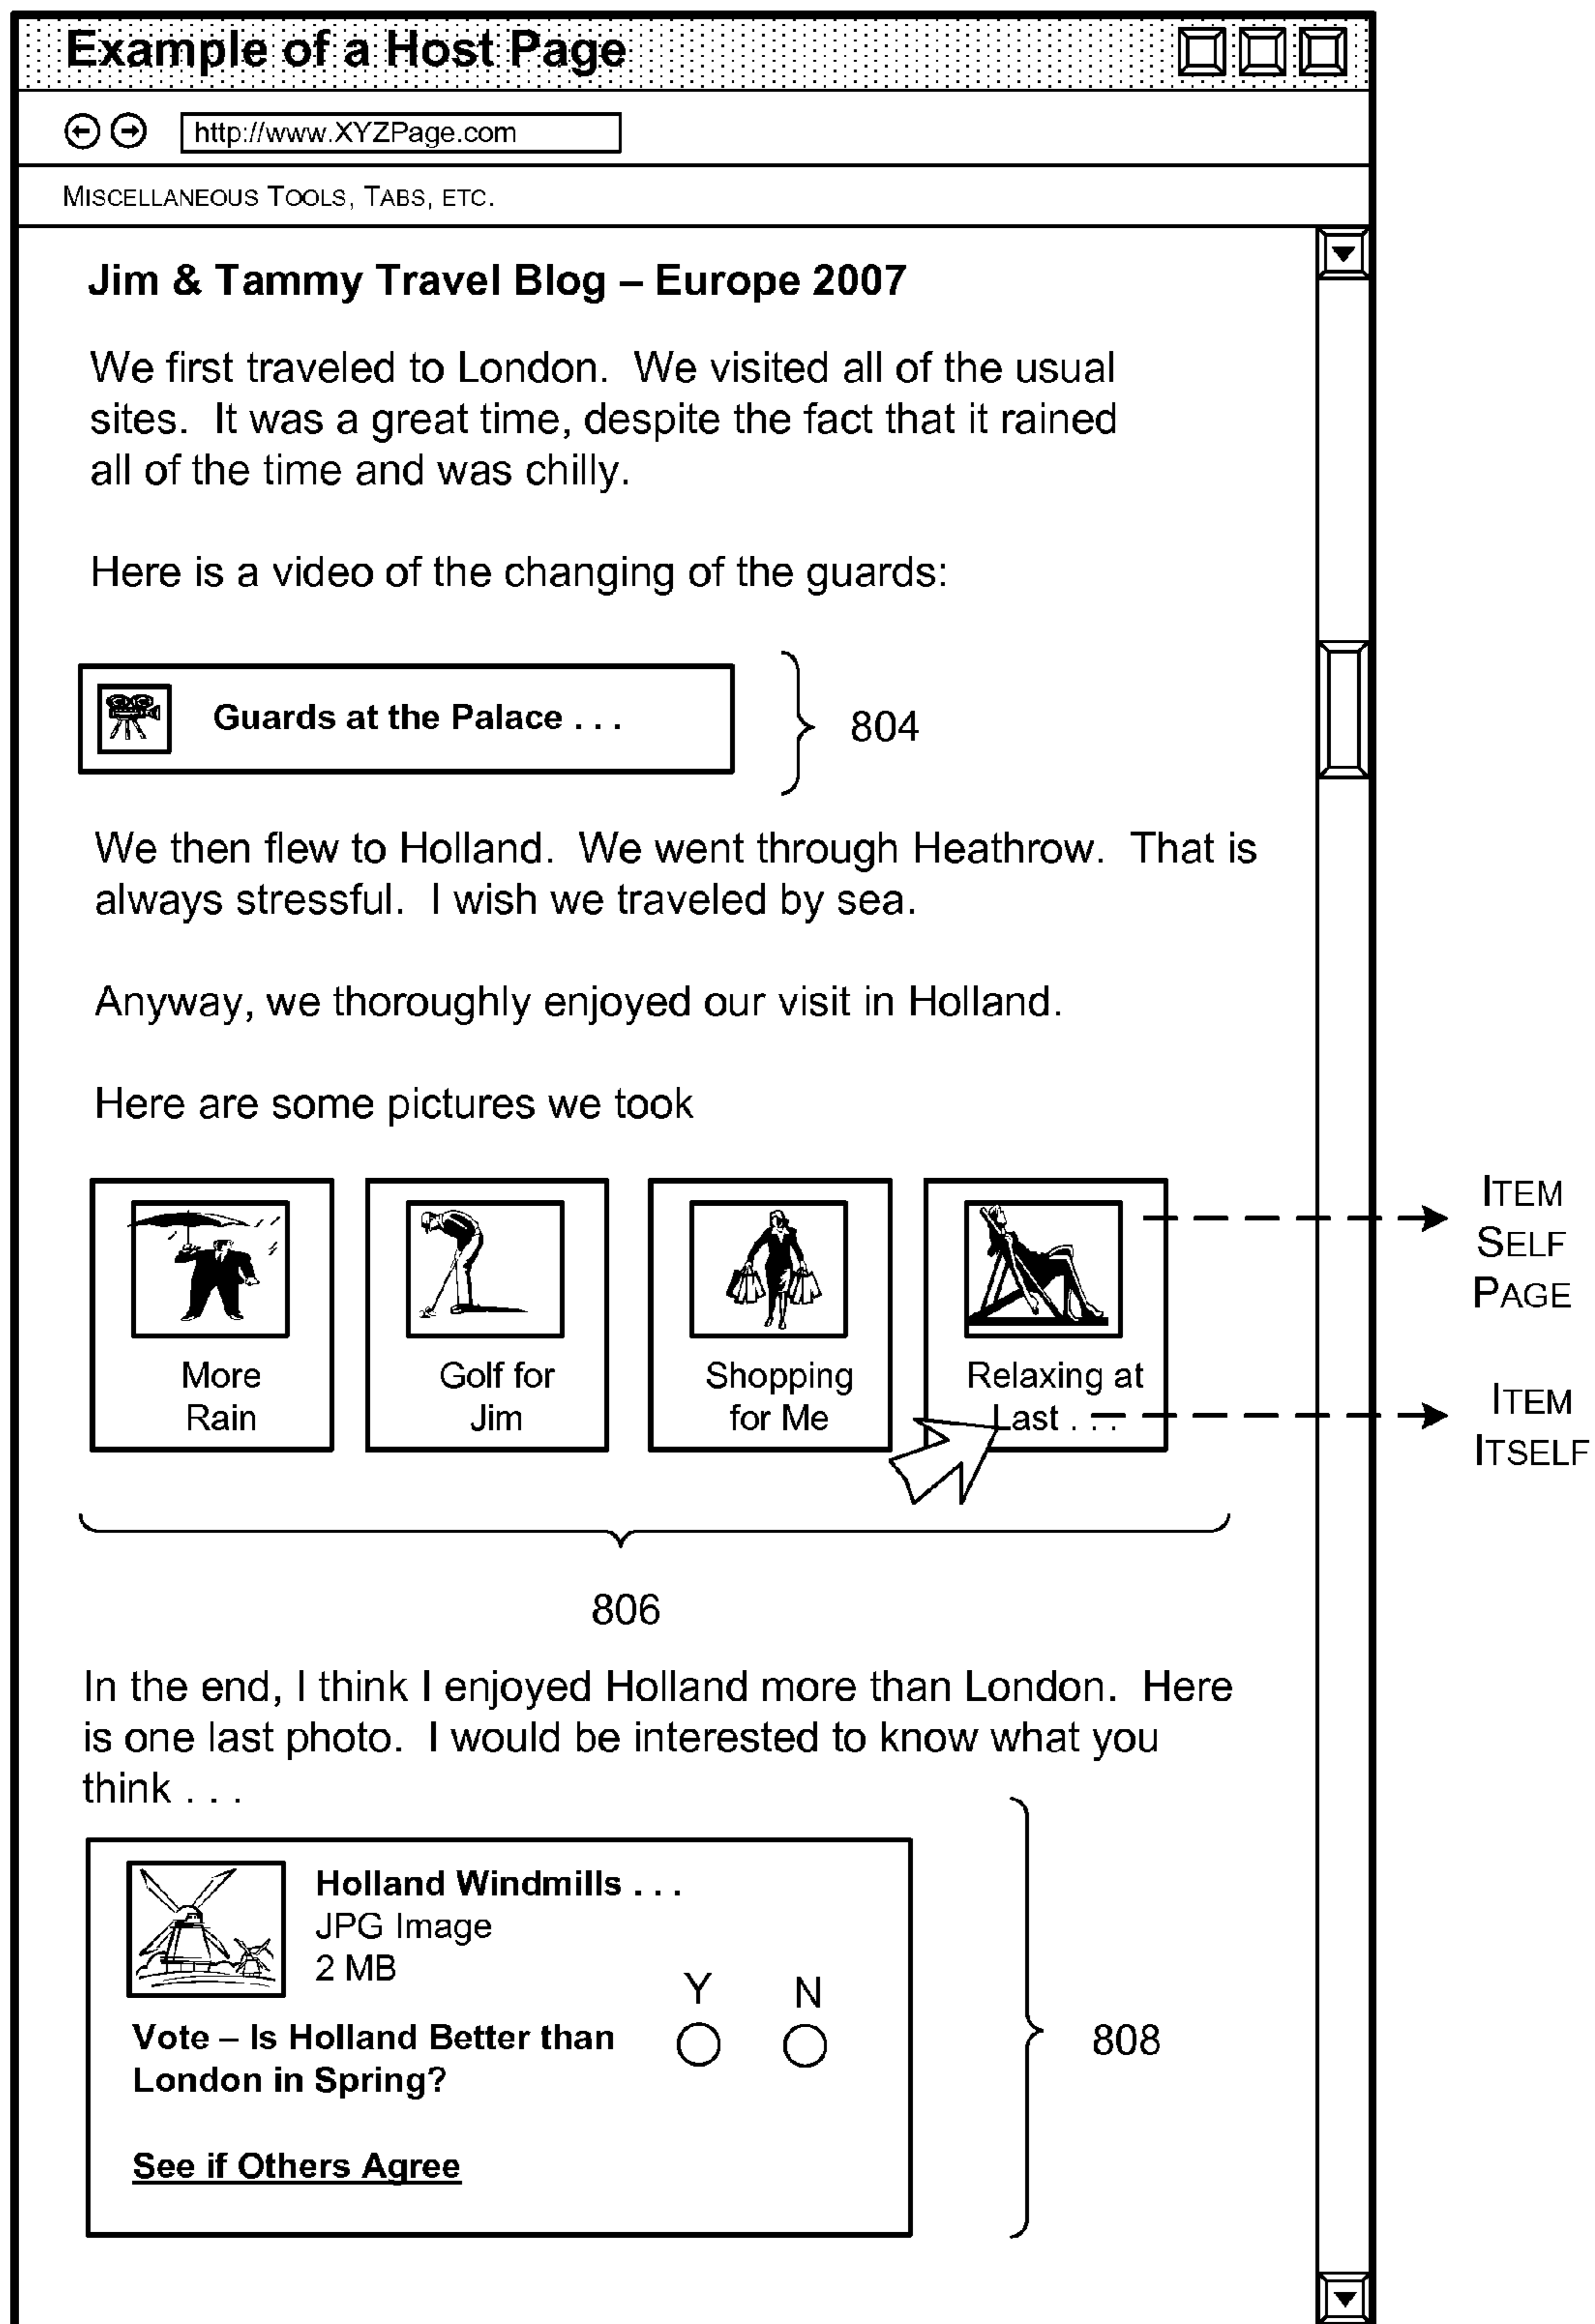 Example of a Host Page
http://www.XYZPage.com
MISCELLANEOUS TOOLS, TABS, ETC.
Jim & Tammy Travel Blog – Europe 2007
We first traveled to London. We visited all of the usual
sites. It was a great time, despite the fact that it rained
all of the time and was chilly.
Here is a video of the changing of the guards:
Guards at the Palace . . .
804
We then flew to Holland. We went through Heathrow. That is
always stressful. I wish we traveled by sea.
Anyway, we thoroughly enjoyed our visit in Holland.
Here are some pictures we took
More
Rain
Golf for
Jim
Shopping
for Me
Relaxing at
Last . . .
ITEM
SELF
PAGE
ITEM
ITSELF
806
In the end, I think I enjoyed Holland more than London. Here
is one last photo. I would be interested to know what you
think . . .
Holland Windmills . . .
JPG Image
2 MB
Y N
Vote – Is Holland Better than
London in Spring?
See if Others Agree
808